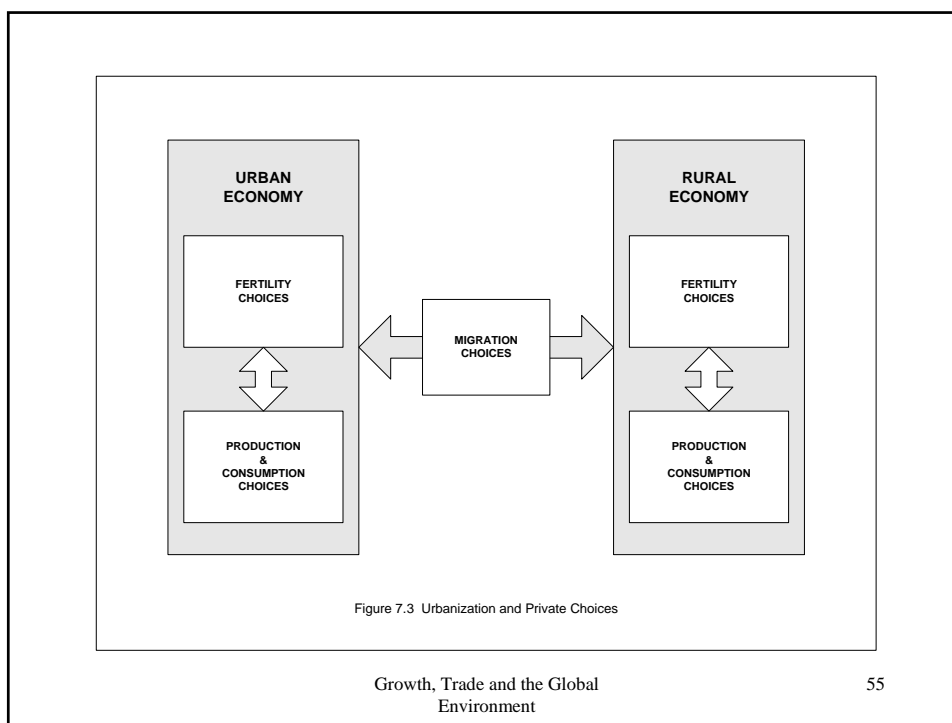 URBAN
ECONOMY
FERTILITY
CHOICES
PRODUCTION
&
CONSUMPTION
CHOICES
MIGRATION
CHOICES
RURAL
ECONOMY
FERTILITY
CHOICES
PRODUCTION
&
CONSUMPTION
CHOICES
Figure 7.3 Urbanization and Private Choices
Growth, Trade and the Global
Environment
55